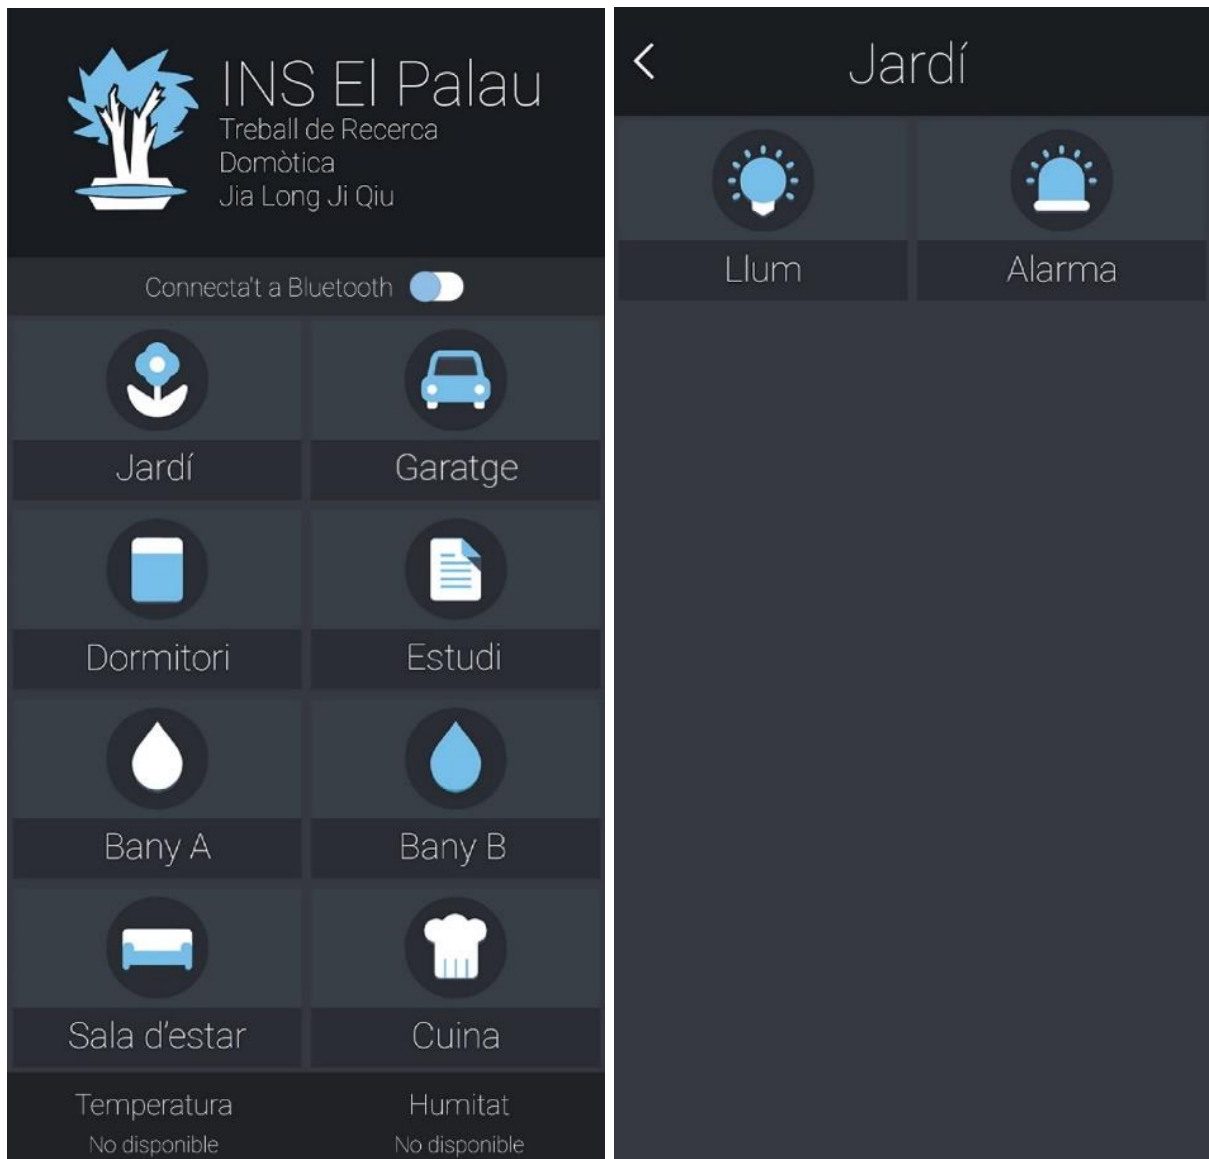 INS El Palau
Treball de Recerca
Domòtica
Jia Long Ji Qiu
Connecta't a Bluetooth
Jardí
Garatge
Dormitori
Estudi
Bany A
Bany B
Sala d'estar
Cuina
Temperatura
Humitat
No disponible
No disponible
Jardí
Llum
Alarma